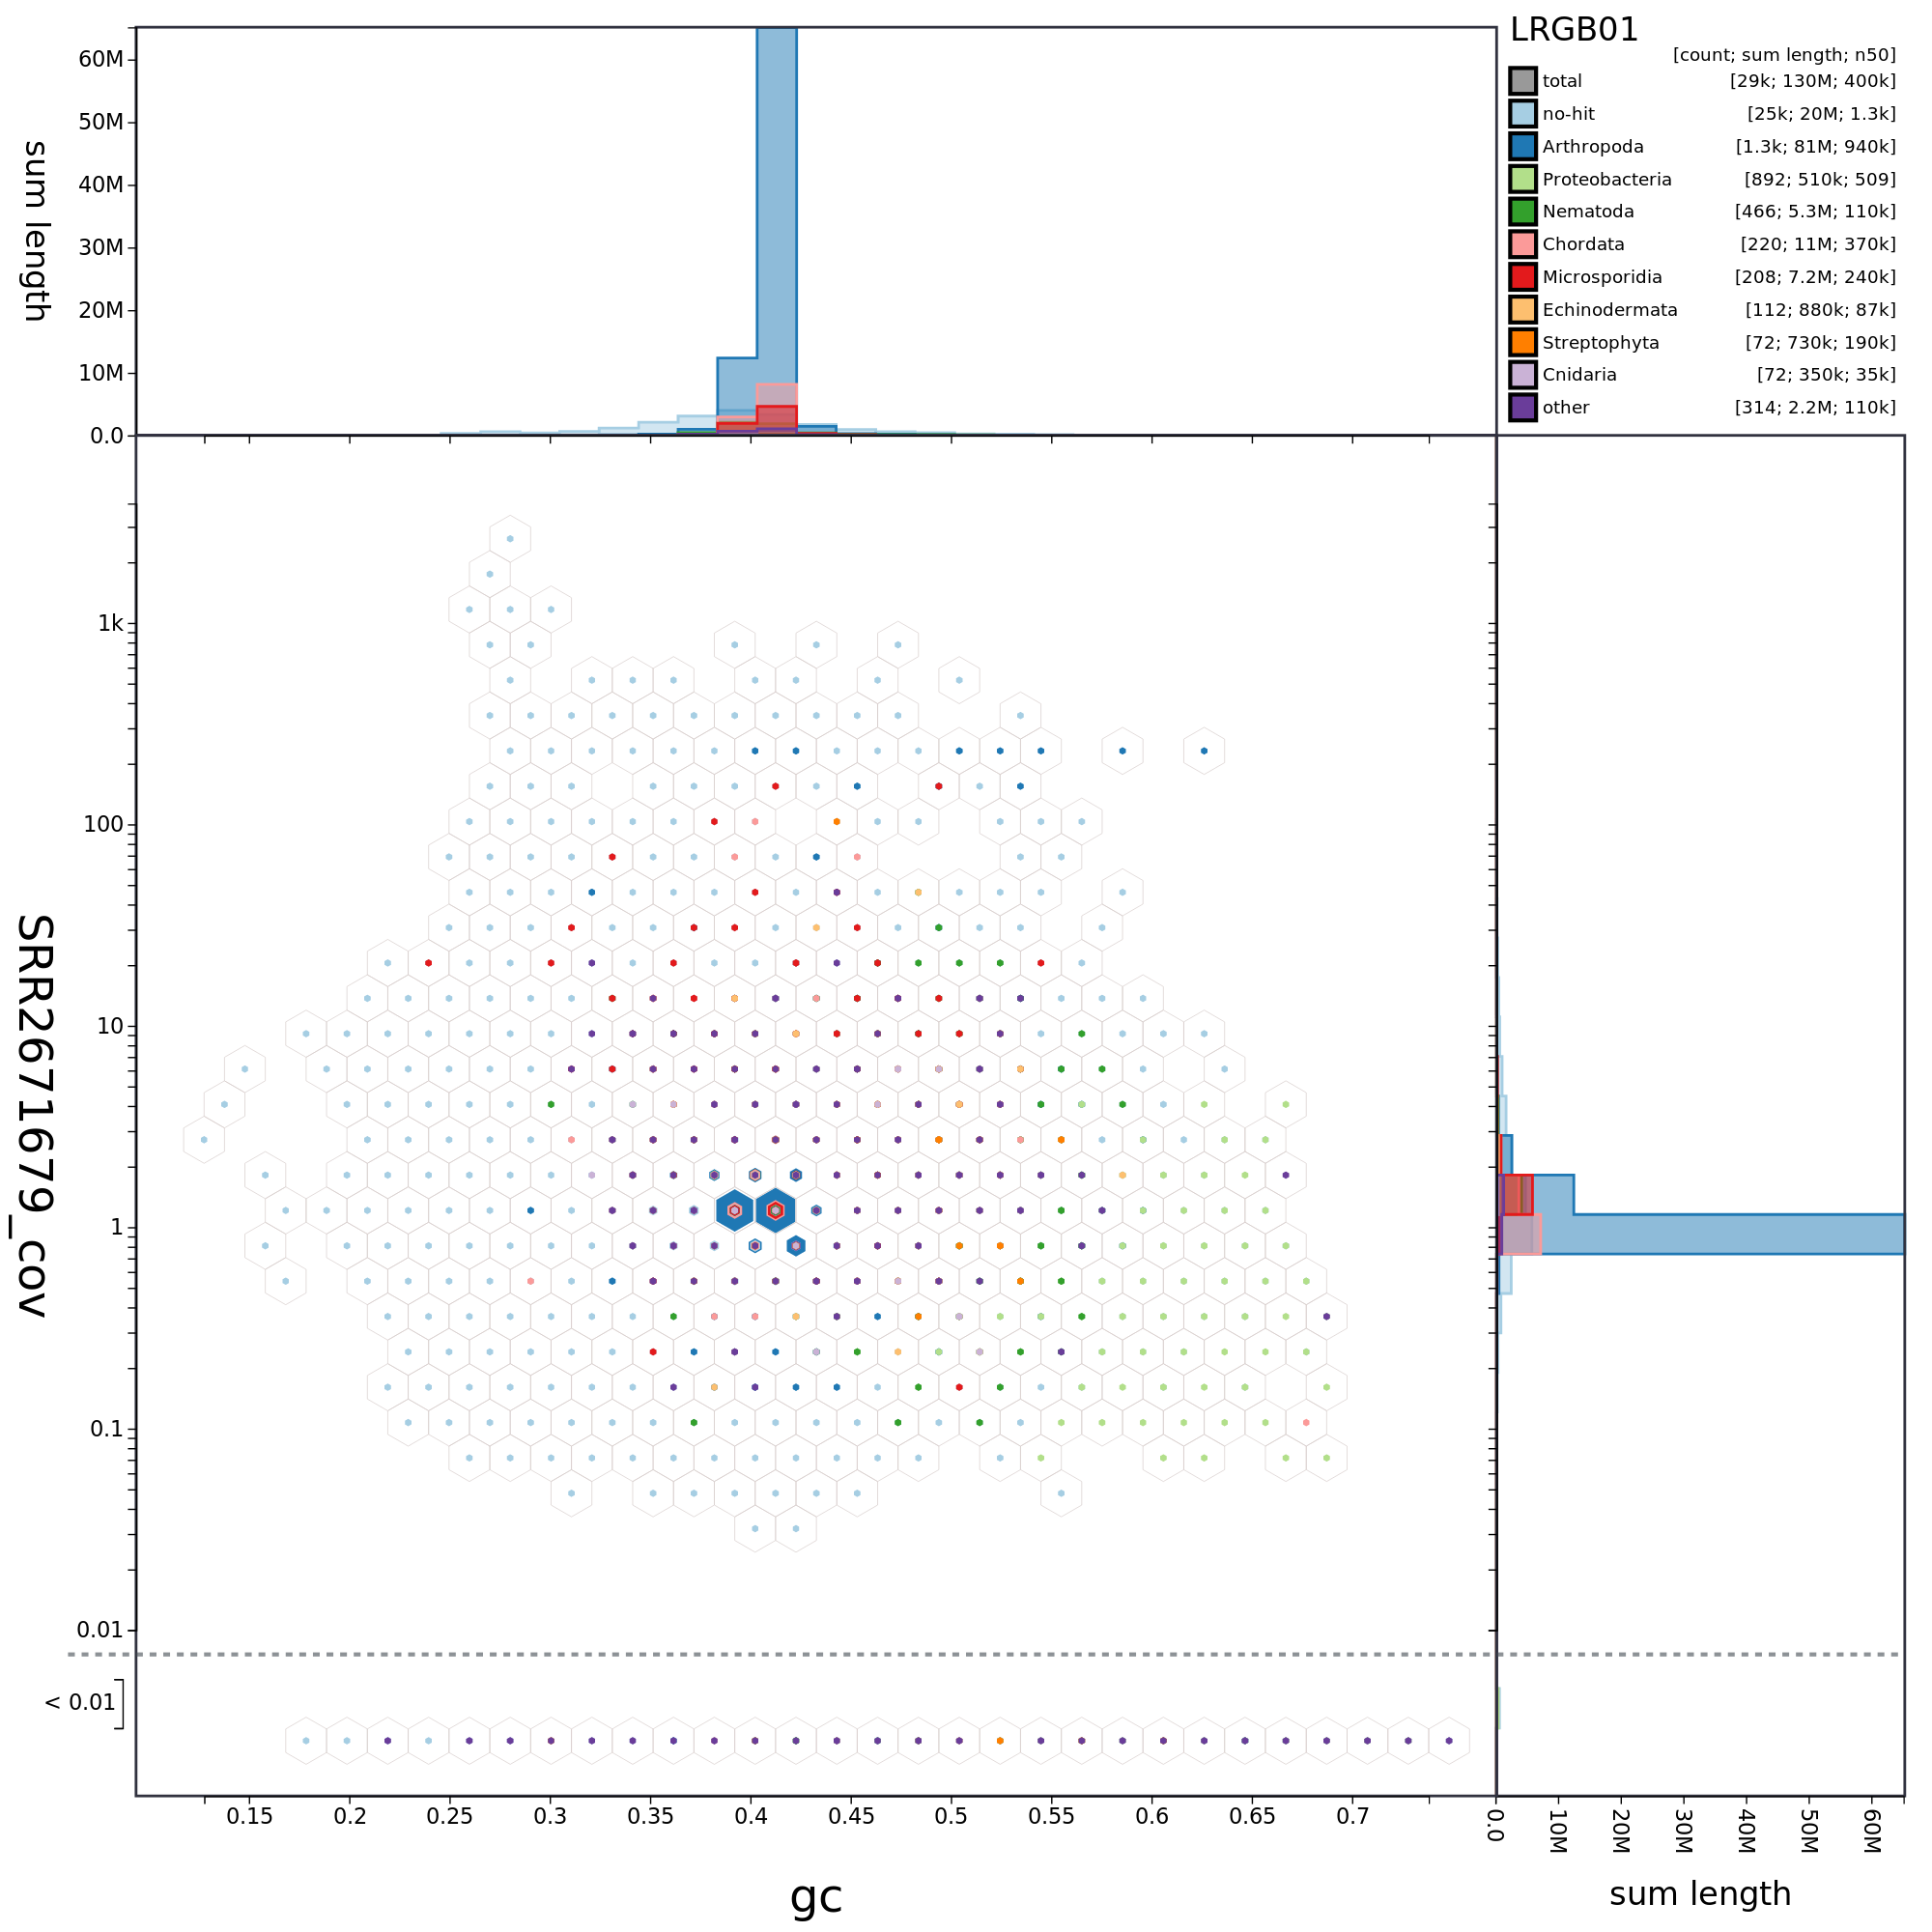 LRGB01
[count; sum length; n50]
total [29k; 130M; 400k]
no-hit [25k; 20M; 1.3k]
Arthropoda [1.3k; 81M; 940k]
Proteobacteria [892; 510k; 509]
Nematoda [466; 5.3M; 110k]
Chordata [220; 11M; 370k]
Microsporidia [208; 7.2M; 240k]
Echinodermata [112; 880k; 87k]
Streptophyta [72; 730k; 190k]
Cnidaria [72; 350k; 35k]
other [314; 2.2M; 110k]
sum length
60M
50M
40M
30M
20M
10M
0.0
SRR2671679_cov
1k
100
10
1
0.1
0.01
< 0.01
0.15 0.2 0.25 0.3 0.35 0.4 0.45 0.5 0.55 0.6 0.65 0.7
gc
0.0 10M 20M 30M 40M 50M 60M
sum length